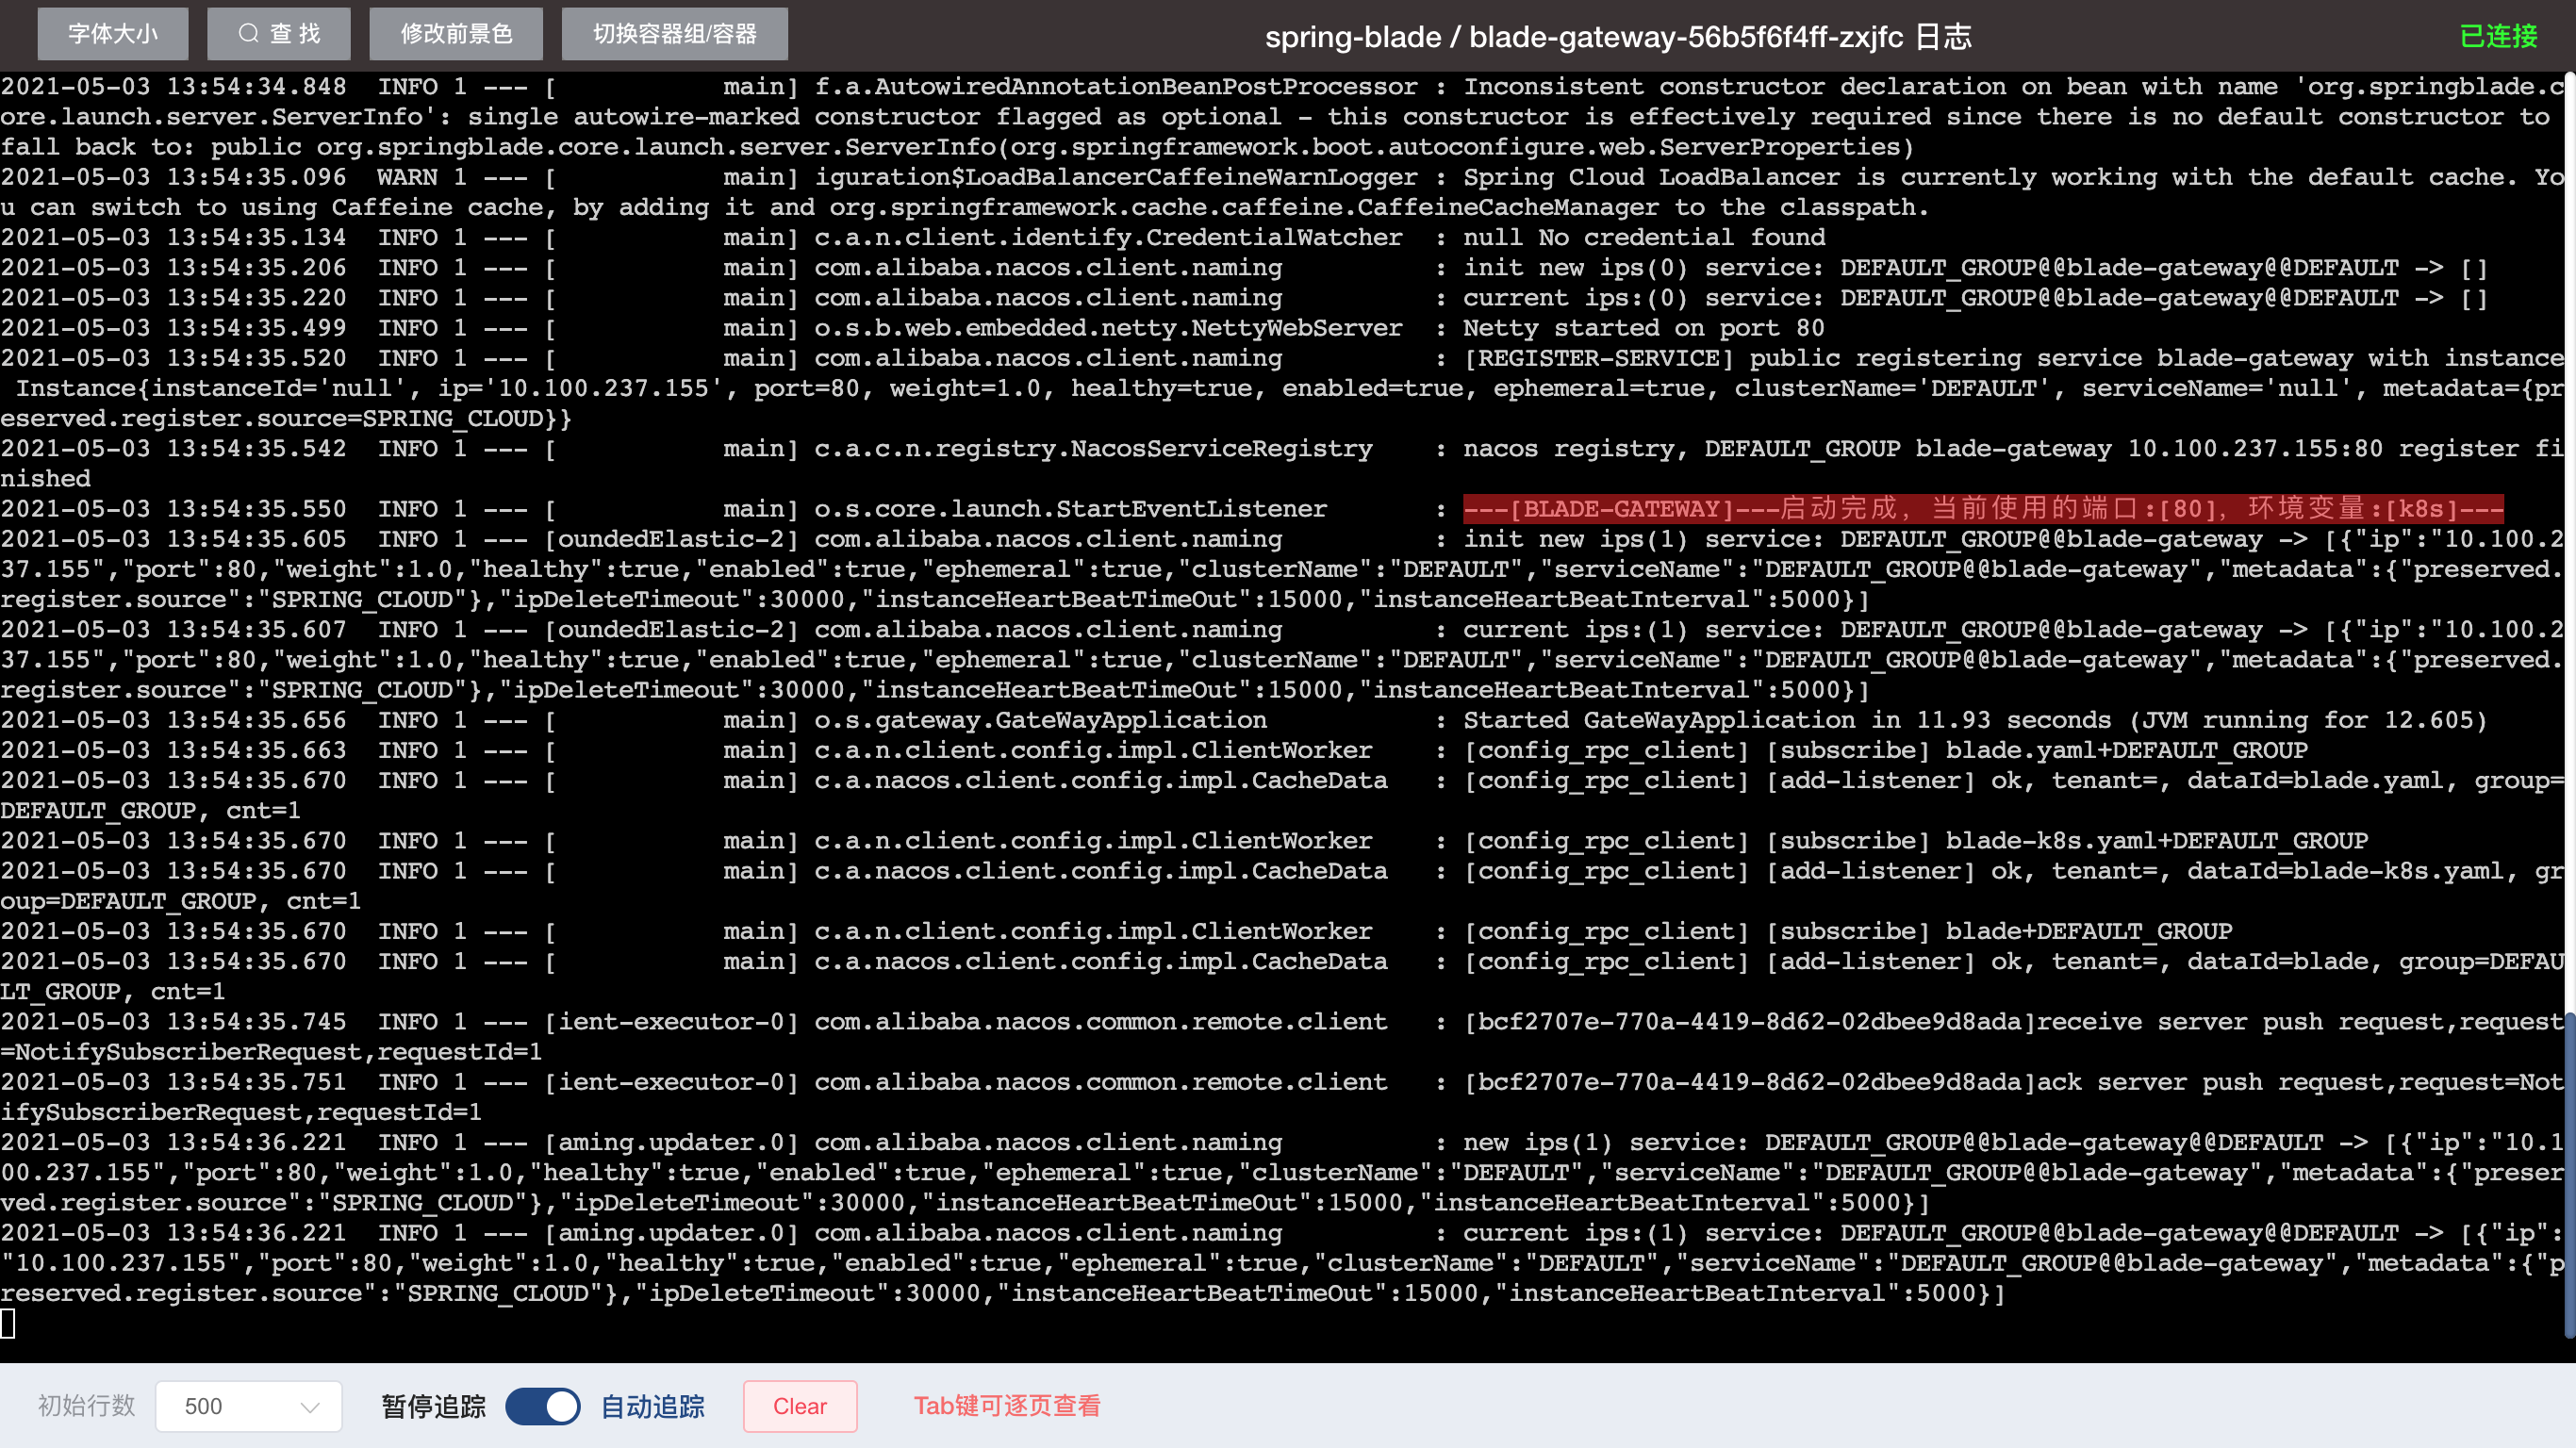 字体大小 查 找 修改前景色 切换容器组/容器 spring-blade / blade-gateway-56b5f6f4ff-zxjfc 日志 已连接
2021-05-03 13:54:34.848  INFO 1 --- [           main] f.a.AutowiredAnnotationBeanPostProcessor : Inconsistent constructor declaration on bean with name 'org.springblade.c
ore.launch.server.ServerInfo': single autowire-marked constructor flagged as optional - this constructor is effectively required since there is no default constructor to
fall back to: public org.springblade.core.launch.server.ServerInfo(org.springframework.boot.autoconfigure.web.ServerProperties)
2021-05-03 13:54:35.096  WARN 1 --- [           main] iguration$LoadBalancerCaffeineWarnLogger : Spring Cloud LoadBalancer is currently working with the default cache. Yo
u can switch to using Caffeine cache, by adding it and org.springframework.cache.caffeine.CaffeineCacheManager to the classpath.
2021-05-03 13:54:35.134  INFO 1 --- [           main] c.a.n.client.identify.CredentialWatcher  : null No credential found
2021-05-03 13:54:35.206  INFO 1 --- [           main] com.alibaba.nacos.client.naming          : init new ips(0) service: DEFAULT_GROUP@@blade-gateway@@DEFAULT -> []
2021-05-03 13:54:35.220  INFO 1 --- [           main] com.alibaba.nacos.client.naming          : current ips:(0) service: DEFAULT_GROUP@@blade-gateway@@DEFAULT -> []
2021-05-03 13:54:35.499  INFO 1 --- [           main] o.s.b.web.embedded.netty.NettyWebServer  : Netty started on port 80
2021-05-03 13:54:35.520  INFO 1 --- [           main] com.alibaba.nacos.client.naming          : [REGISTER-SERVICE] public registering service blade-gateway with instance
 Instance{instanceId='null', ip='10.100.237.155', port=80, weight=1.0, healthy=true, enabled=true, ephemeral=true, clusterName='DEFAULT', serviceName='null', metadata={pr
eserved.register.source=SPRING_CLOUD}}
2021-05-03 13:54:35.542  INFO 1 --- [           main] c.a.c.n.registry.NacosServiceRegistry    : nacos registry, DEFAULT_GROUP blade-gateway 10.100.237.155:80 register fi
nished
2021-05-03 13:54:35.550  INFO 1 --- [           main] o.s.core.launch.StartEventListener       : ---[BLADE-GATEWAY]---启动完成，当前使用的端口:[80]，环境变量:[k8s]---
2021-05-03 13:54:35.605  INFO 1 --- [oundedElastic-2] com.alibaba.nacos.client.naming          : init new ips(1) service: DEFAULT_GROUP@@blade-gateway -> [{"ip":"10.100.2
37.155","port":80,"weight":1.0,"healthy":true,"enabled":true,"ephemeral":true,"clusterName":"DEFAULT","serviceName":"DEFAULT_GROUP@@blade-gateway","metadata":{"preserved.
register.source":"SPRING_CLOUD"},"ipDeleteTimeout":30000,"instanceHeartBeatTimeOut":15000,"instanceHeartBeatInterval":5000}]
2021-05-03 13:54:35.607  INFO 1 --- [oundedElastic-2] com.alibaba.nacos.client.naming          : current ips:(1) service: DEFAULT_GROUP@@blade-gateway -> [{"ip":"10.100.2
37.155","port":80,"weight":1.0,"healthy":true,"enabled":true,"ephemeral":true,"clusterName":"DEFAULT","serviceName":"DEFAULT_GROUP@@blade-gateway","metadata":{"preserved.
register.source":"SPRING_CLOUD"},"ipDeleteTimeout":30000,"instanceHeartBeatTimeOut":15000,"instanceHeartBeatInterval":5000}]
2021-05-03 13:54:35.656  INFO 1 --- [           main] o.s.gateway.GateWayApplication           : Started GateWayApplication in 11.93 seconds (JVM running for 12.605)
2021-05-03 13:54:35.663  INFO 1 --- [           main] c.a.n.client.config.impl.ClientWorker    : [config_rpc_client] [subscribe] blade.yaml+DEFAULT_GROUP
2021-05-03 13:54:35.670  INFO 1 --- [           main] c.a.nacos.client.config.impl.CacheData   : [config_rpc_client] [add-listener] ok, tenant=, dataId=blade.yaml, group=
DEFAULT_GROUP, cnt=1
2021-05-03 13:54:35.670  INFO 1 --- [           main] c.a.n.client.config.impl.ClientWorker    : [config_rpc_client] [subscribe] blade-k8s.yaml+DEFAULT_GROUP
2021-05-03 13:54:35.670  INFO 1 --- [           main] c.a.nacos.client.config.impl.CacheData   : [config_rpc_client] [add-listener] ok, tenant=, dataId=blade-k8s.yaml, gr
oup=DEFAULT_GROUP, cnt=1
2021-05-03 13:54:35.670  INFO 1 --- [           main] c.a.n.client.config.impl.ClientWorker    : [config_rpc_client] [subscribe] blade+DEFAULT_GROUP
2021-05-03 13:54:35.670  INFO 1 --- [           main] c.a.nacos.client.config.impl.CacheData   : [config_rpc_client] [add-listener] ok, tenant=, dataId=blade, group=DEFAU
LT_GROUP, cnt=1
2021-05-03 13:54:35.745  INFO 1 --- [ient-executor-0] com.alibaba.nacos.common.remote.client   : [bcf2707e-770a-4419-8d62-02dbee9d8ada]receive server push request,request
=NotifySubscriberRequest,requestId=1
2021-05-03 13:54:35.751  INFO 1 --- [ient-executor-0] com.alibaba.nacos.common.remote.client   : [bcf2707e-770a-4419-8d62-02dbee9d8ada]ack server push request,request=Not
ifySubscriberRequest,requestId=1
2021-05-03 13:54:36.221  INFO 1 --- [aming.updater.0] com.alibaba.nacos.client.naming          : new ips(1) service: DEFAULT_GROUP@@blade-gateway@@DEFAULT -> [{"ip":"10.1
00.237.155","port":80,"weight":1.0,"healthy":true,"enabled":true,"ephemeral":true,"clusterName":"DEFAULT","serviceName":"DEFAULT_GROUP@@blade-gateway","metadata":{"preser
ved.register.source":"SPRING_CLOUD"},"ipDeleteTimeout":30000,"instanceHeartBeatTimeOut":15000,"instanceHeartBeatInterval":5000}]
2021-05-03 13:54:36.221  INFO 1 --- [aming.updater.0] com.alibaba.nacos.client.naming          : current ips:(1) service: DEFAULT_GROUP@@blade-gateway@@DEFAULT -> [{"ip":
"10.100.237.155","port":80,"weight":1.0,"healthy":true,"enabled":true,"ephemeral":true,"clusterName":"DEFAULT","serviceName":"DEFAULT_GROUP@@blade-gateway","metadata":{"p
reserved.register.source":"SPRING_CLOUD"},"ipDeleteTimeout":30000,"instanceHeartBeatTimeOut":15000,"instanceHeartBeatInterval":5000}]
初始行数 500 暂停追踪 自动追踪 Clear Tab键可逐页查看